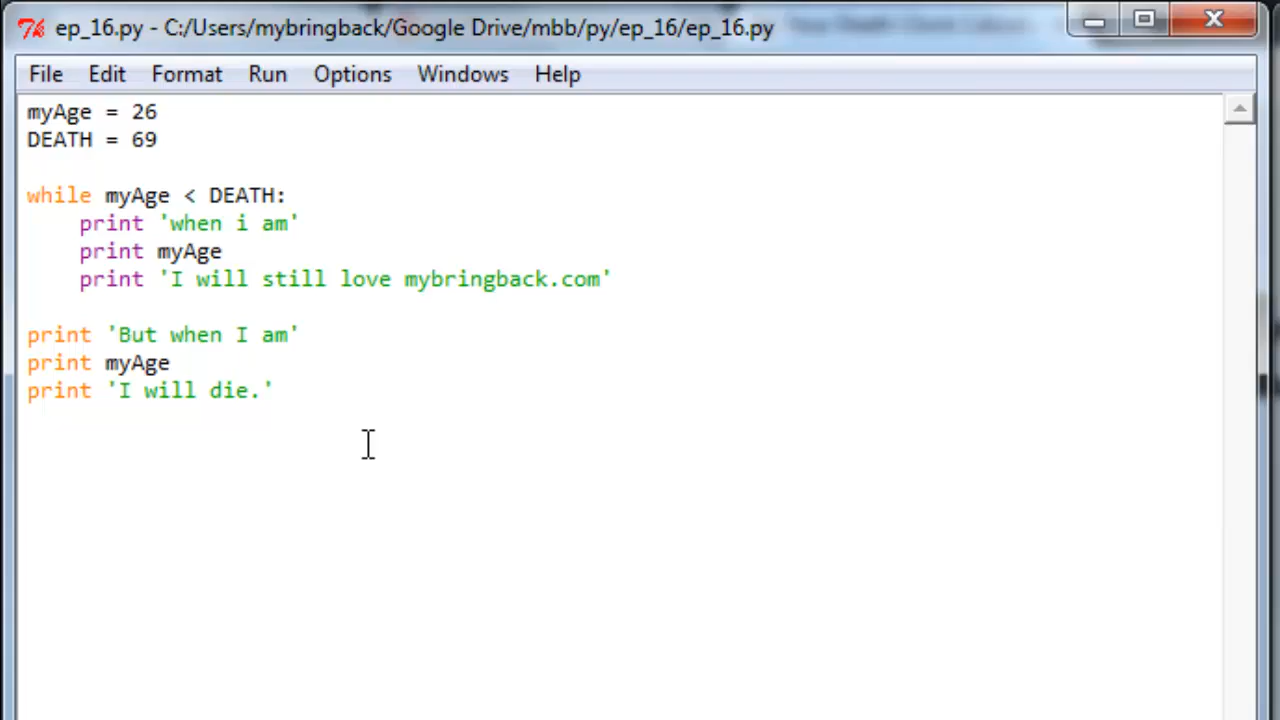 ep_16.py - C:/Users/mybringback/Google Drive/mbb/py/ep_16/ep_16.py
File Edit Format Run Options Windows Help
myAge = 26
DEATH = 69
while myAge < DEATH:
    print 'when i am'
    print myAge
    print 'I will still love mybringback.com'
print 'But when I am'
print myAge
print 'I will die.'